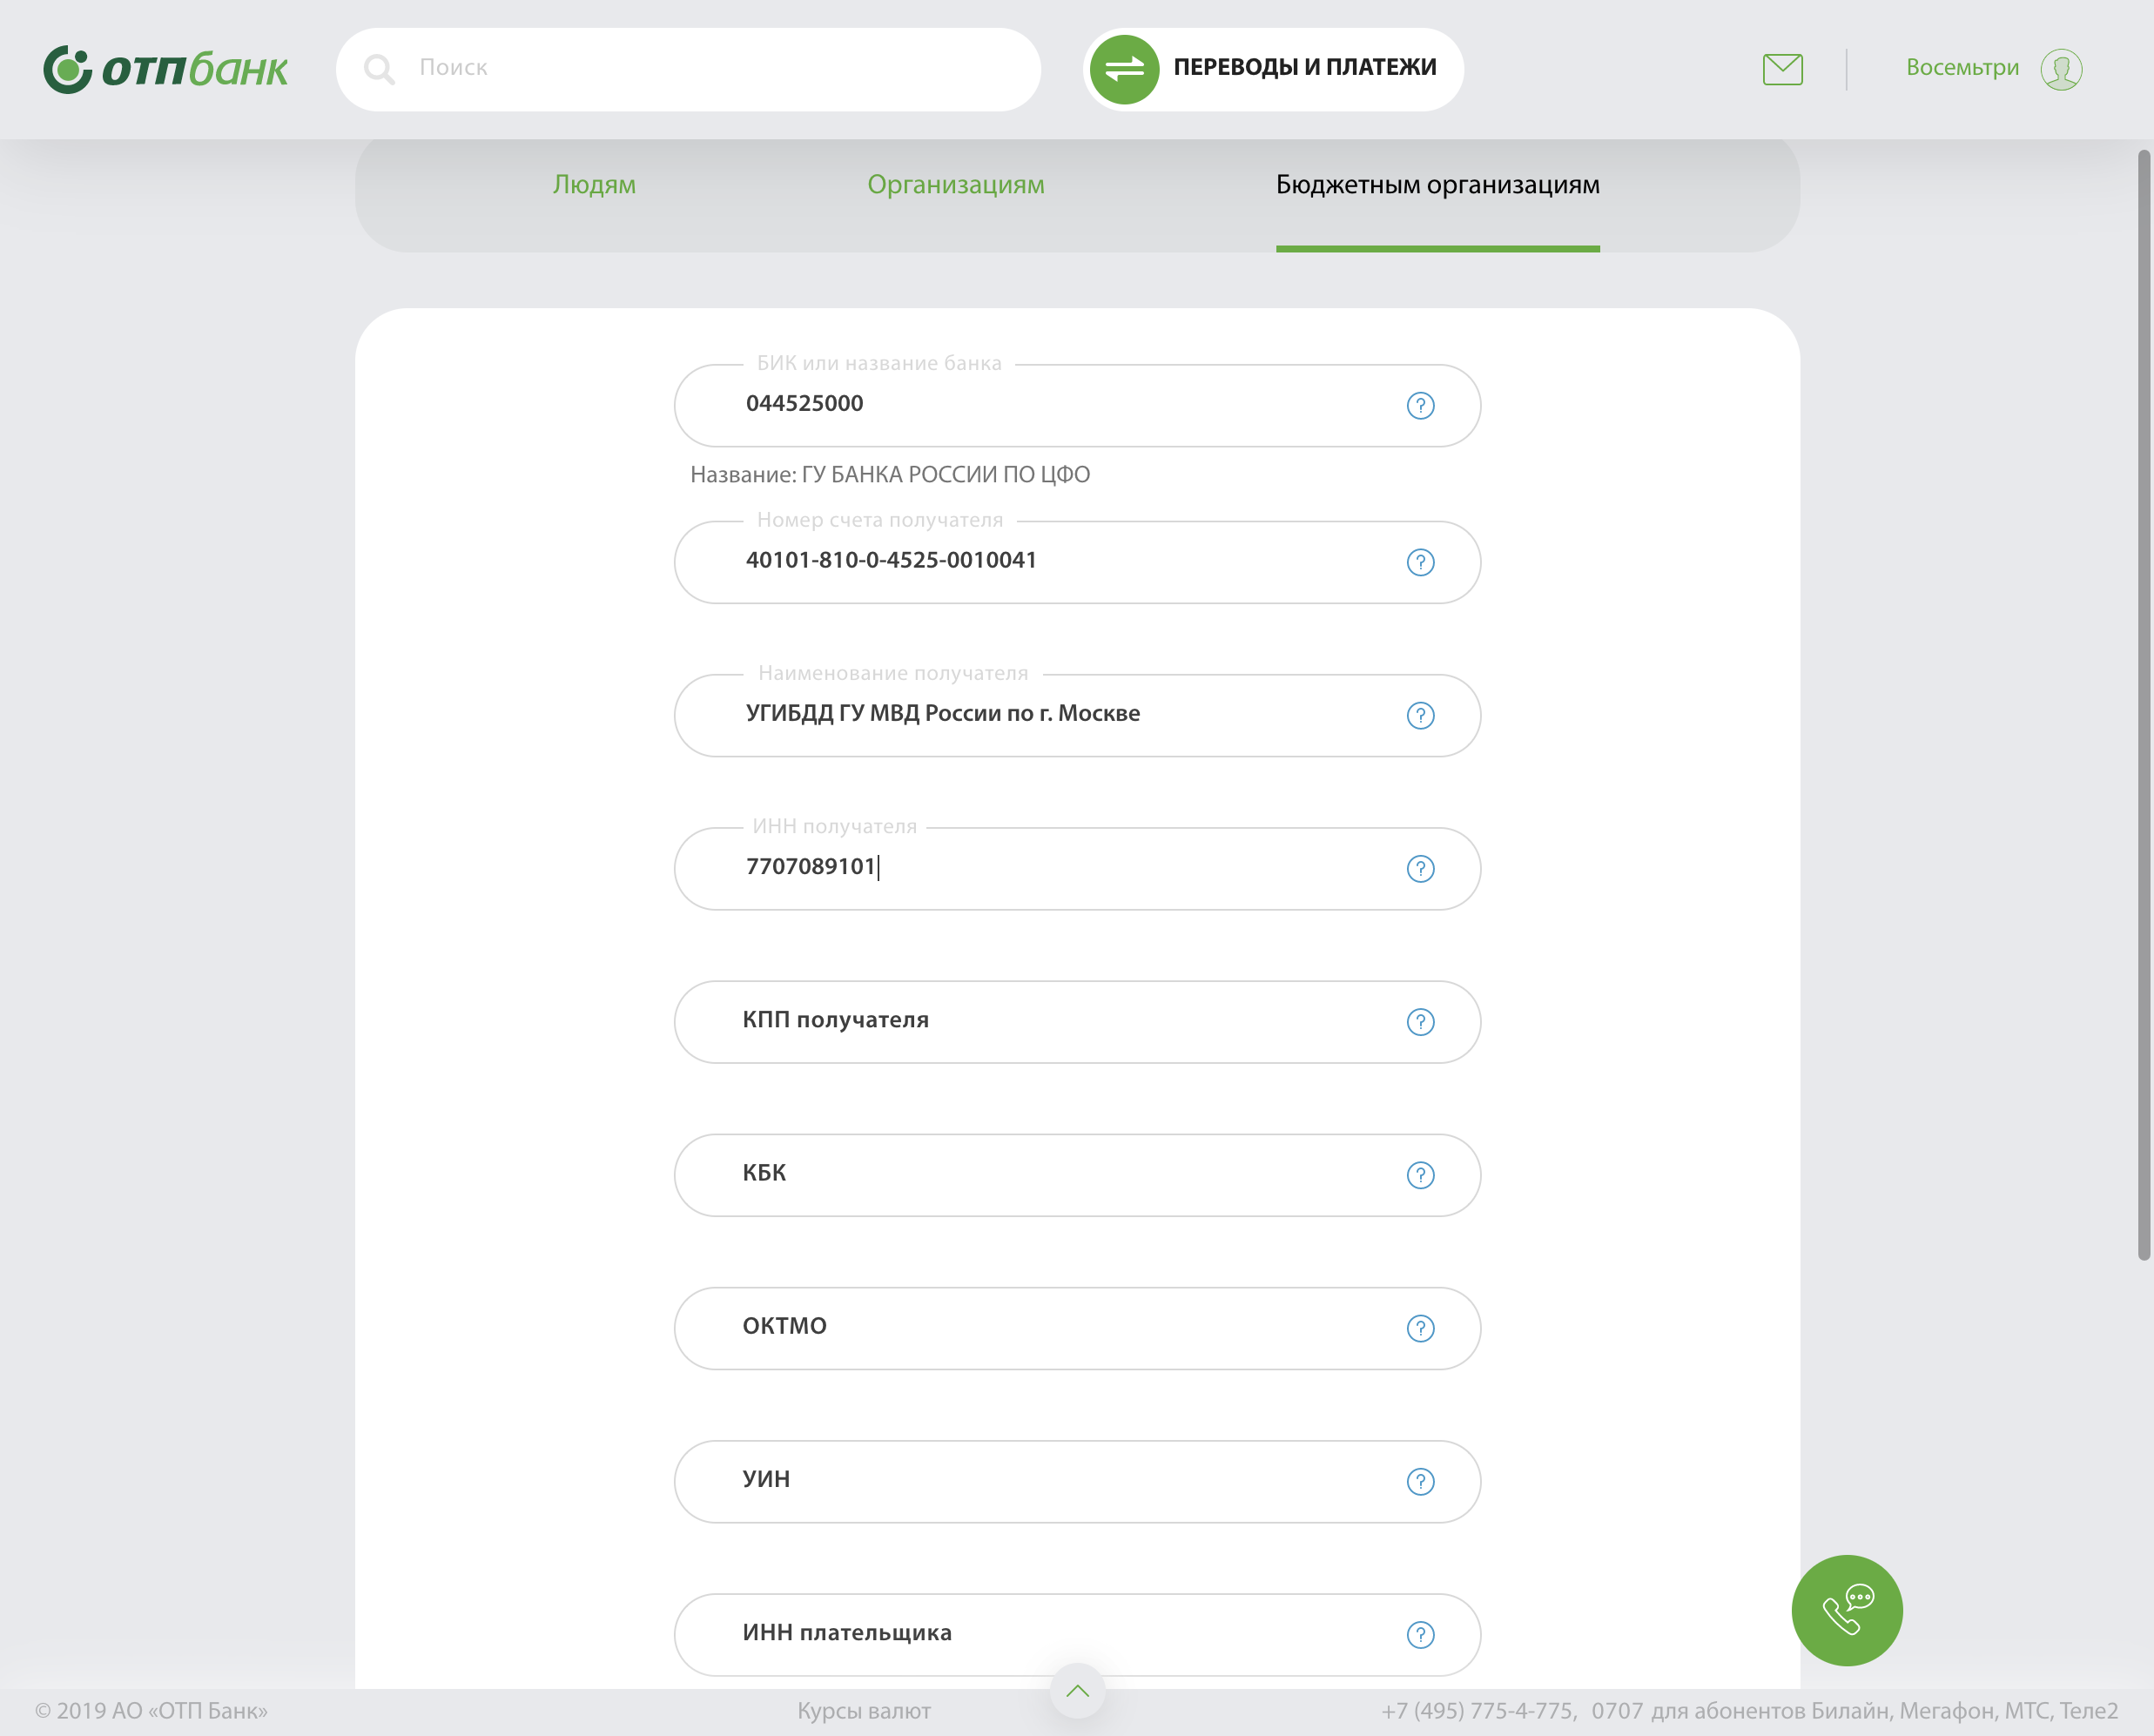 отпбанк
Поиск
ПЕРЕВОДЫ И ПЛАТЕЖИ
Восемьтри
Людям
Организациям
Бюджетным организациям
БИК или название банка
044525000
Название: ГУ БАНКА РОССИИ ПО ЦФО
Номер счета получателя
40101-810-0-4525-0010041
Наименование получателя
УГИБДД ГУ МВД России по г. Москве
ИНН получателя
7707089101
КПП получателя
КБК
ОКТМО
УИН
ИНН плательщика
© 2019 АО «ОТП Банк»
Курсы валют
+7 (495) 775-4-775, 0707 для абонентов Билайн, Мегафон, МТС, Теле2